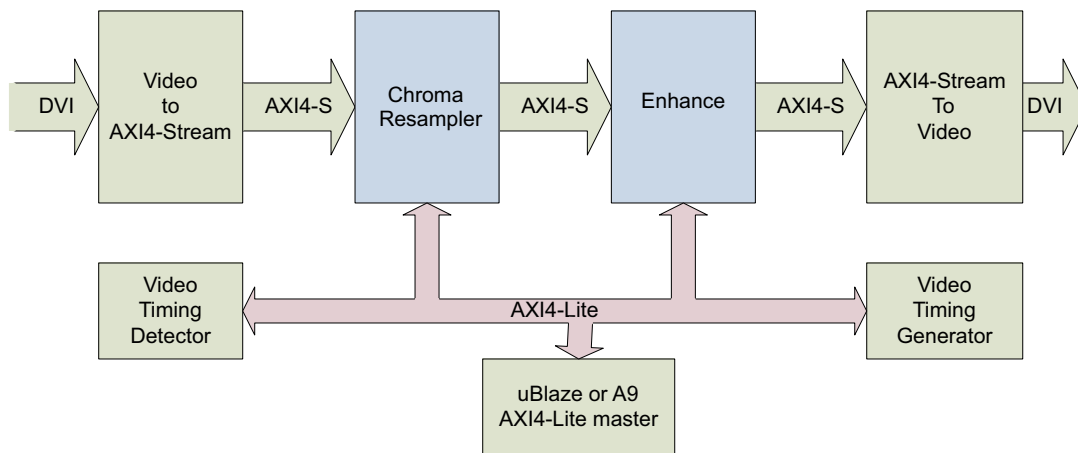 DVI
Video
to
AXI4-Stream
AXI4-S
Chroma
Resampler
AXI4-S
Enhance
AXI4-S
AXI4-Stream
To
Video
DVI
Video
Timing
Detector
AXI4-Lite
Video
Timing
Generator
uBlaze or A9
AXI4-Lite master